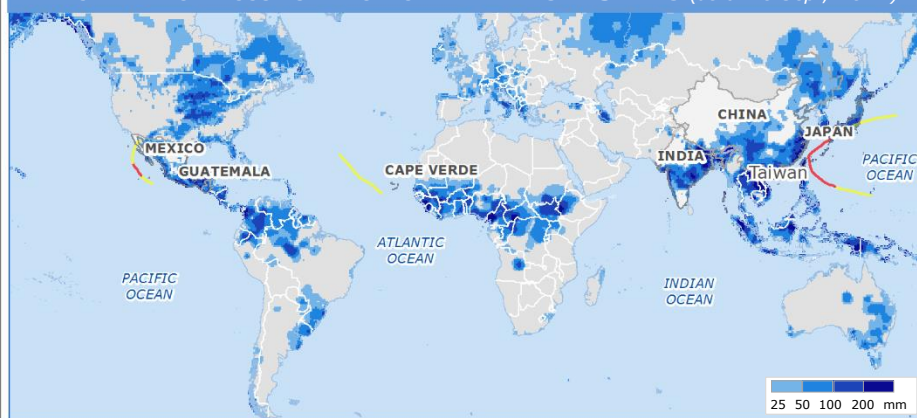 MEXICO
GUATEMALA
CAPE VERDE
CHINA
JAPAN
INDIA
Taiwan
PACIFIC
OCEAN
ATLANTIC
OCEAN
PACIFIC
OCEAN
INDIAN
OCEAN
25 50 100 200 mm